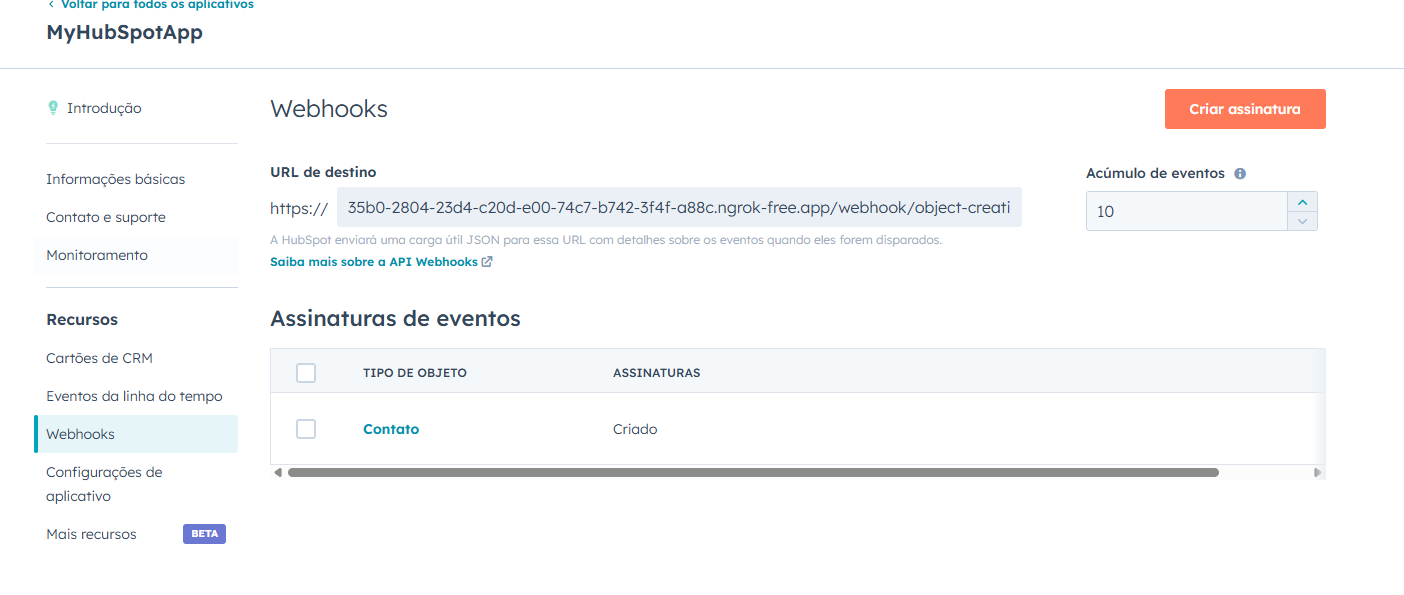 Voltar para todos os aplicativos
MyHubSpotApp
Introdução
Informações básicas
Contato e suporte
Monitoramento
Recursos
Cartões de CRM
Eventos da linha do tempo
Webhooks
Configurações de
aplicativo
Mais recursos BETA
Webhooks
Criar assinatura
URL de destino
https:// 35b0-2804-23d4-c20d-e00-74c7-b742-3f4f-a88c.ngrok-free.app/webhook/object-creati
A HubSpot enviará uma carga útil JSON para essa URL com detalhes sobre os eventos quando eles forem disparados.
Saiba mais sobre a API Webhooks
Acúmulo de eventos
10
Assinaturas de eventos
TIPO DE OBJETO ASSINATURAS
Contato Criado